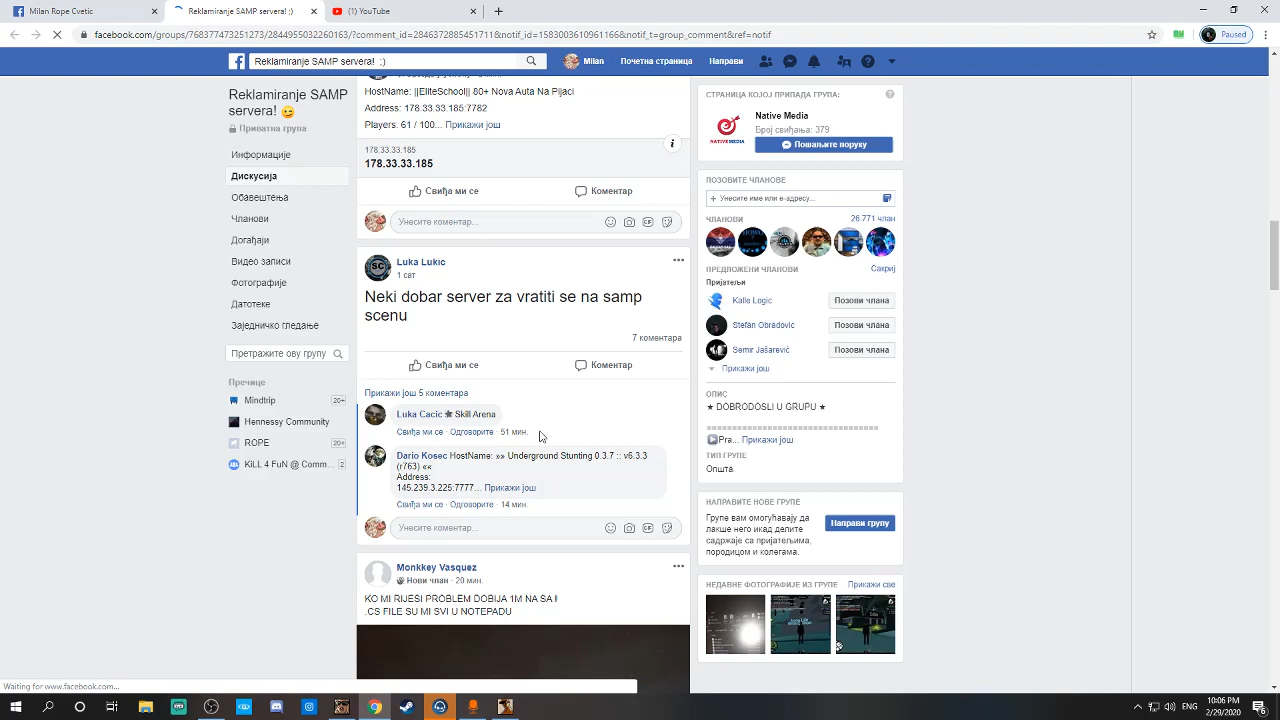 Milan Rope Cvetic
Reklamiranje SAMP servera! ;)
(1) YouTube
facebook.com/groups/768377473251273/2844955032260163/?comment_id=2846372885451711&notif_id=1583003610961166&notif_t=group_comment&ref=notif
Paused
Reklamiranje SAMP servera! ;)
Milan
Почетна страница
Направи
Reklamiranje SAMP
servera! 😉
Приватна група
Информације
Дискусија
Обавештења
Чланови
Догађаји
Видео записи
Фотографије
Датотеке
Заједничко гледање
Претражите ову групу
Пречице
Mindtrip 20+
Hennessy Community
ROPE 20+
KiLL 4 FuN @ Comm... 2
HostName: ||EliteSchool|| 80+ Nova Auta Na Pijaci
Address: 178.33.33.185:7782
Players: 61 / 100... Прикажи још
178.33.33.185
178.33.33.185
Свиђа ми се Коментар
Унесите коментар...
Luka Lukic
1 сат
Neki dobar server za vratiti se na samp
scenu
7 коментара
Свиђа ми се Коментар
Прикажи још 5 коментара
Luka Cacic Skill Arena
Свиђа ми се · Одговорите · 51 мин.
Dario Kosec HostName: »» Underground Stunting 0.3.7 :: v6.3.3
(r763) ««
Address:
145.239.3.225:7777... Прикажи још
Свиђа ми се · Одговорите · 14 мин.
Унесите коментар...
Monkkey Vasquez
Нови члан · 20 мин.
KO MI RIJESI PROBLEM DOBIJA 1M NA SA !
.CS FILE SU MI SVI U NOTEPADU
СТРАНИЦА КОЈОЈ ПРИПАДА ГРУПА:
Native Media
Број свиђања: 379
NATIVEMEDIA
Пошаљите поруку
ПОЗОВИТЕ ЧЛАНОВЕ
+ Унесите име или е-адресу...
ЧЛАНОВИ 26.771 члан
ПРЕДЛОЖЕНИ ЧЛАНОВИ Сакриј
Пријатељи
Kalle Logic Позови члана
Stefan Obradović Позови члана
Semir Jašarević Позови члана
Прикажи још
ОПИС
★ DOBRODOSLI U GRUPU ★
================================
▶Pra... Прикажи још
ТИП ГРУПЕ
Општа
НАПРАВИТЕ НОВЕ ГРУПЕ
Групе вам омогућавају да
лакше него икад делите
садржаје са пријатељима,
породицом и колегама.
Направи групу
НЕДАВНЕ ФОТОГРАФИЈЕ ИЗ ГРУПЕ Прикажи све
Waiting for www.facebook.com...
ENG
10:06 PM
2/29/2020